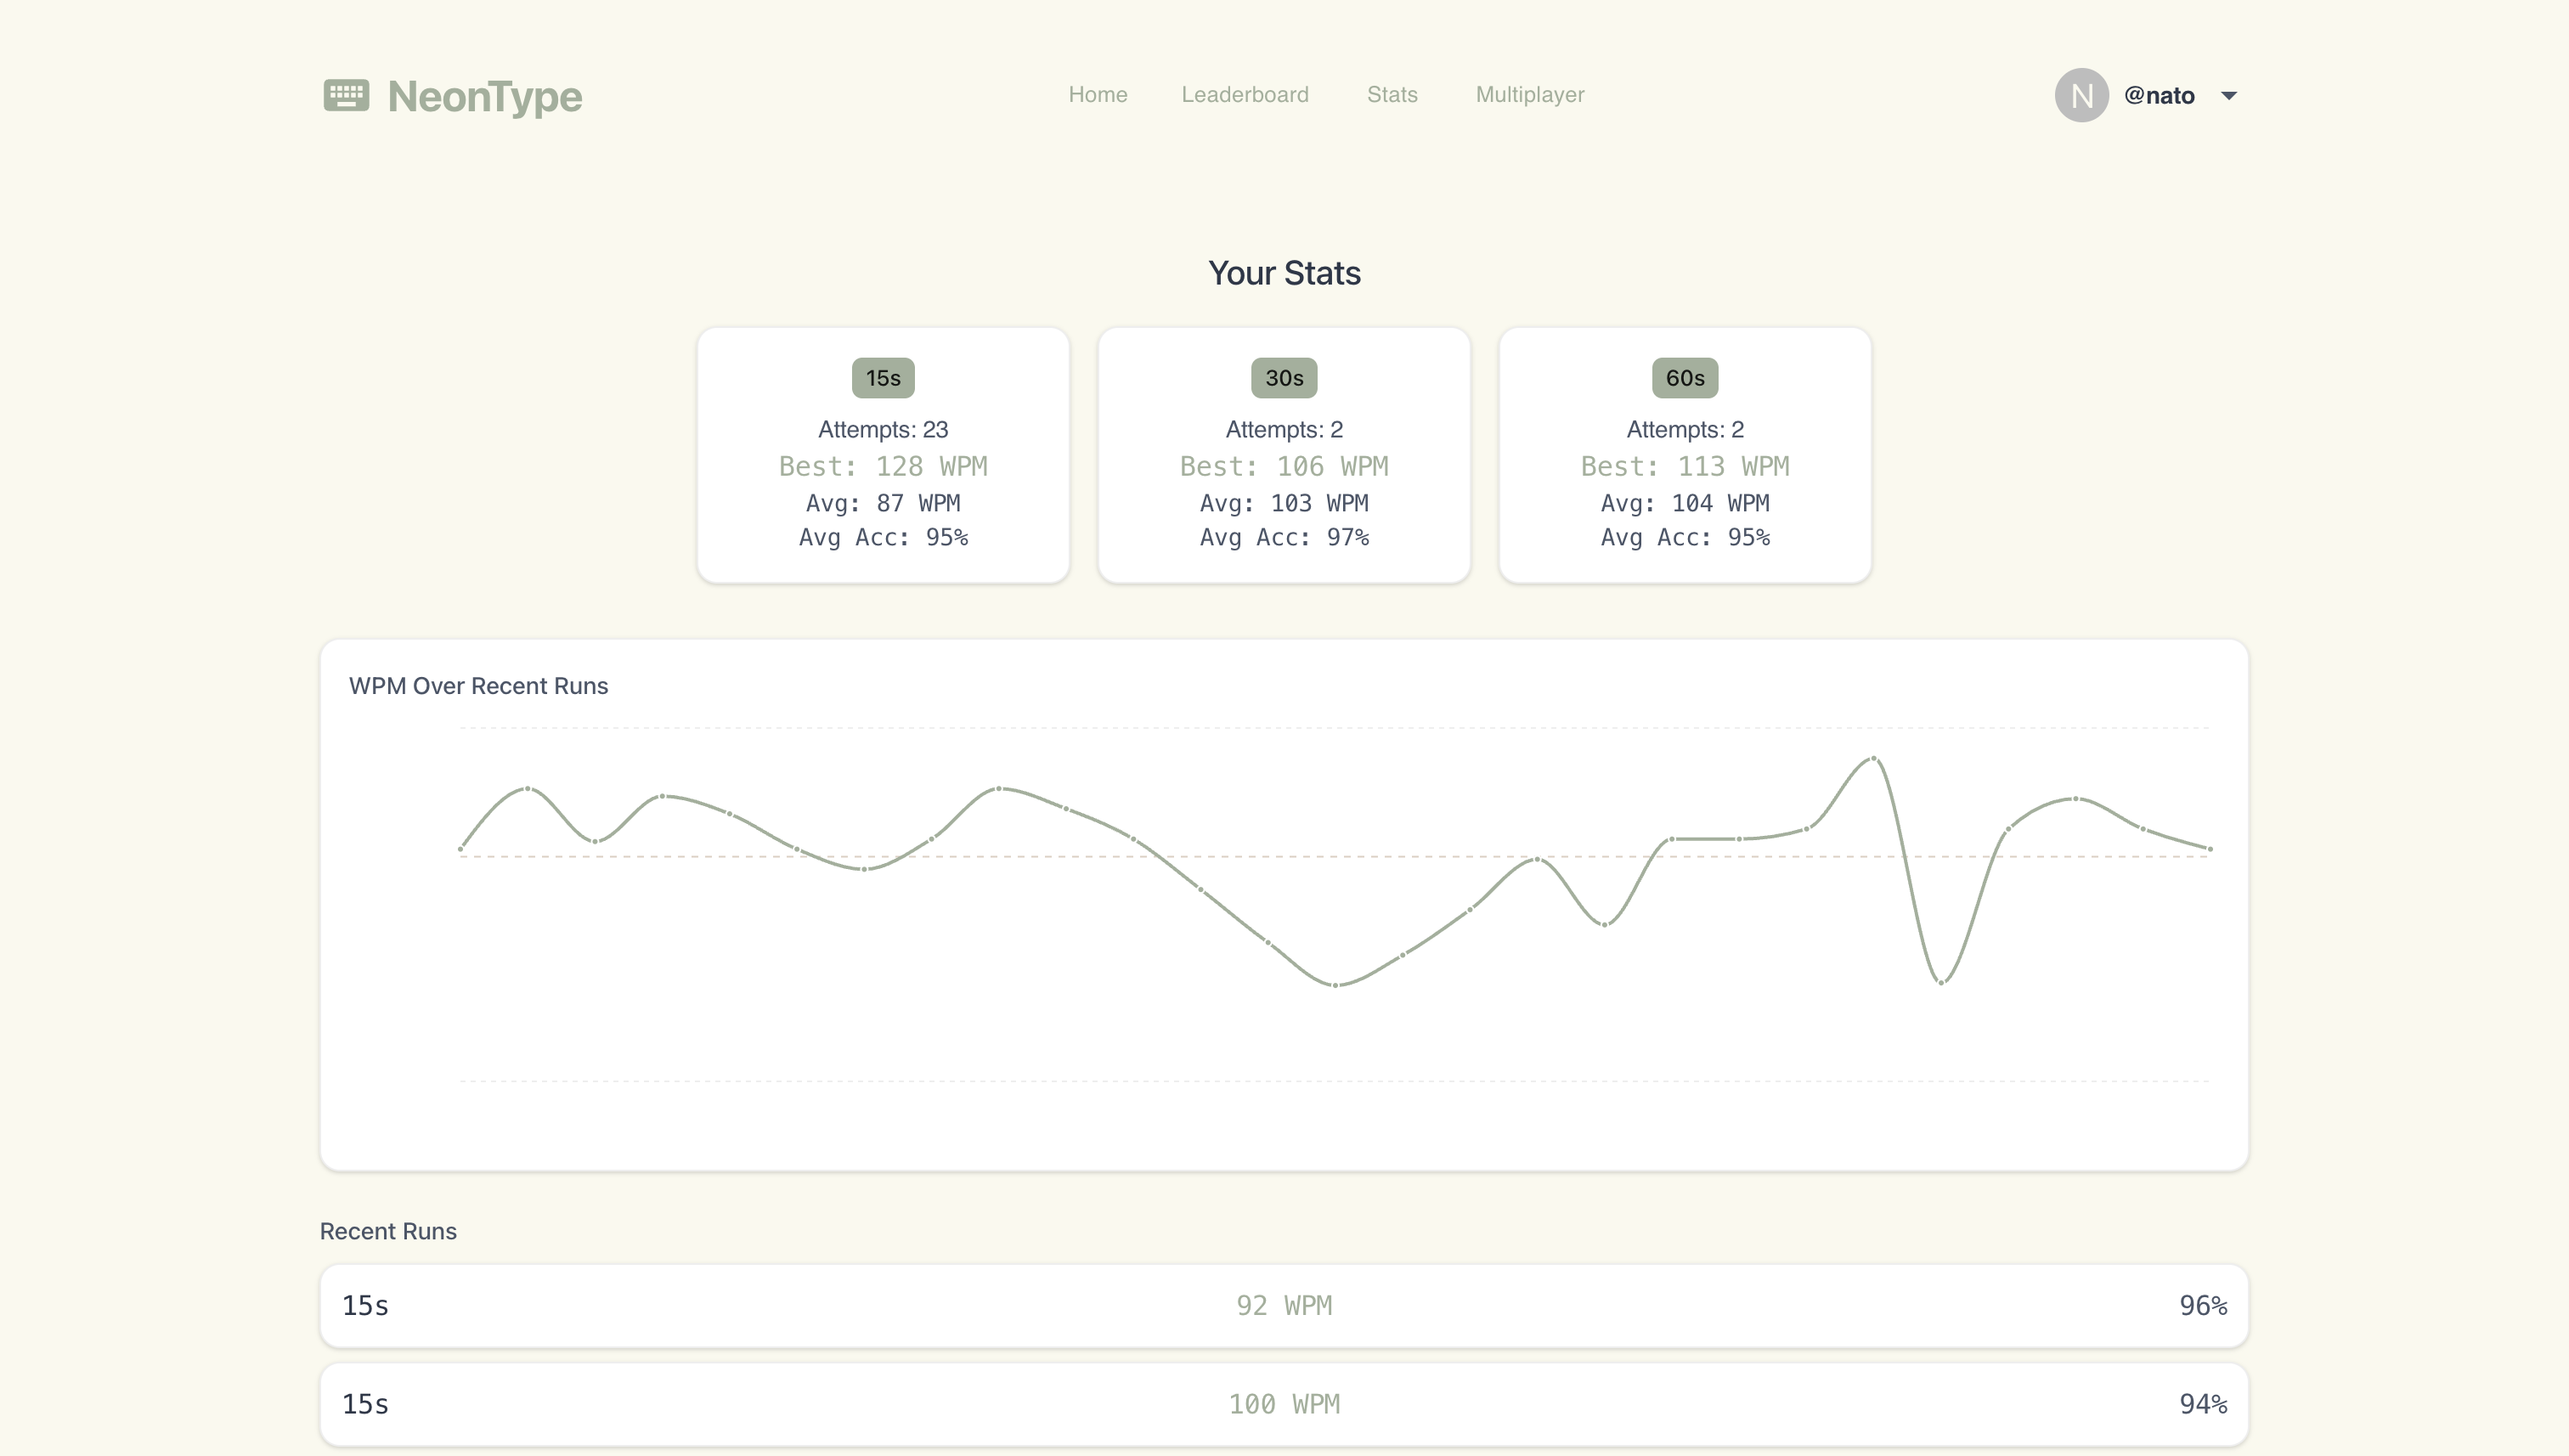 NeonType
Home Leaderboard Stats Multiplayer
N @nato
Your Stats
15s
Attempts: 23
Best: 128 WPM
Avg: 87 WPM
Avg Acc: 95%
30s
Attempts: 2
Best: 106 WPM
Avg: 103 WPM
Avg Acc: 97%
60s
Attempts: 2
Best: 113 WPM
Avg: 104 WPM
Avg Acc: 95%
WPM Over Recent Runs
Recent Runs
15s 92 WPM 96%
15s 100 WPM 94%